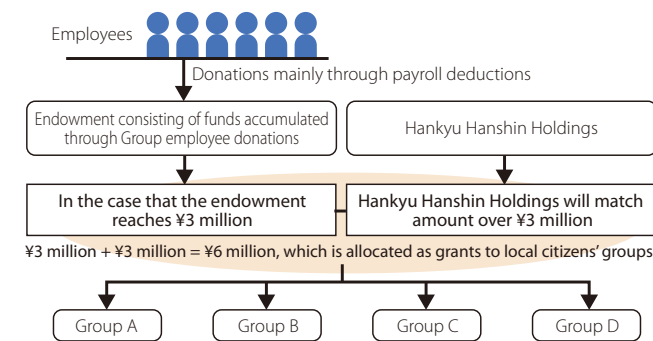 Employees
Donations mainly through payroll deductions
Endowment consisting of funds accumulated
through Group employee donations
Hankyu Hanshin Holdings
In the case that the endowment
reaches ¥3 million
Hankyu Hanshin Holdings will match
amount over ¥3 million
¥3 million + ¥3 million = ¥6 million, which is allocated as grants to local citizens’ groups
Group A
Group B
Group C
Group D